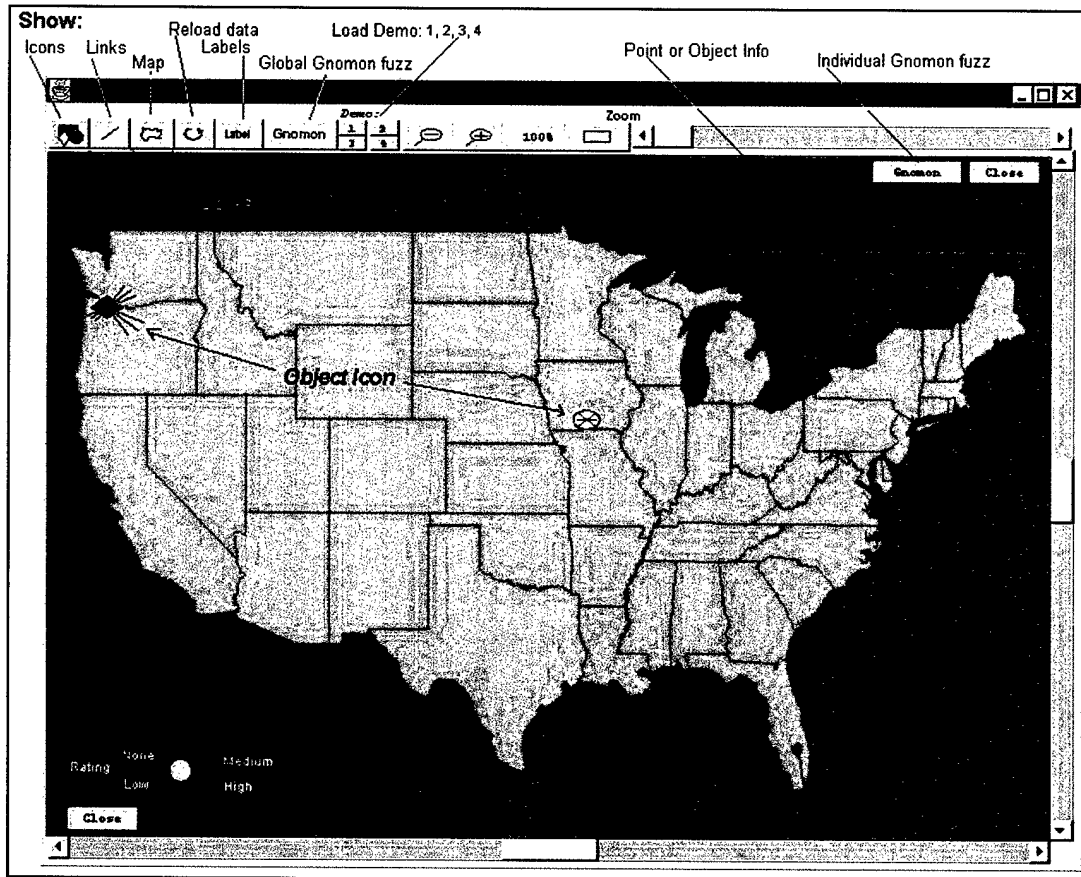 Show:
Icons
Links
Map
Reload data
Labels
Global Gnomon fuzz
Load Demo: 1, 2, 3, 4
Point or Object Info
Individual Gnomon fuzz
Demo:
Zoom
Label
Gnomon
1 2
3 4
100%
Gnomon
Close
Object Icon
Rating
None
Low
Medium
High
Close